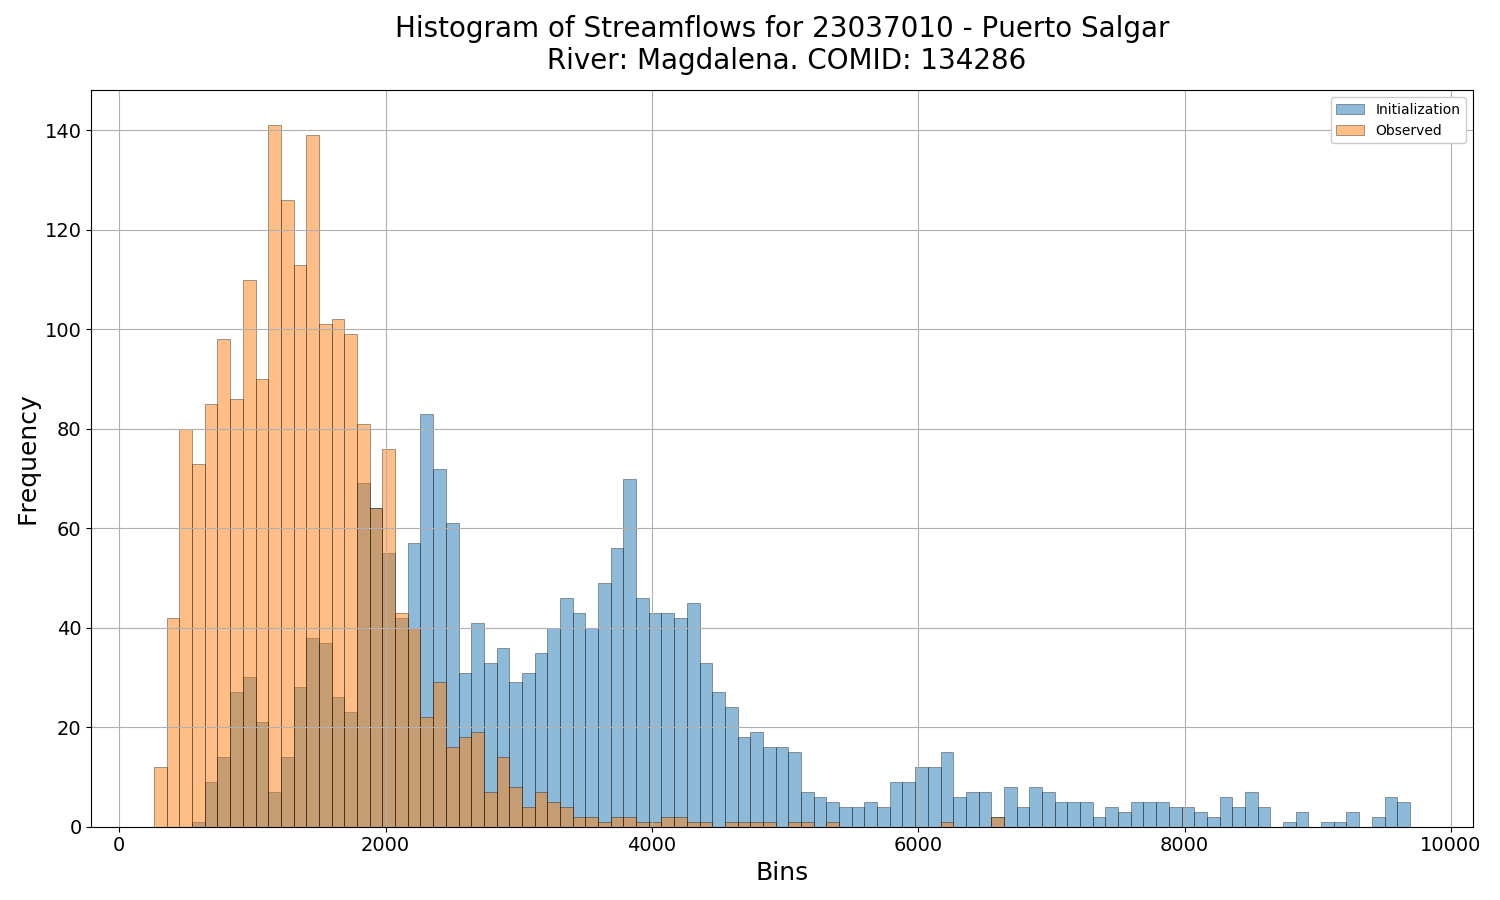 Histogram of Streamflows for 23037010 - Puerto Salgar
River: Magdalena. COMID: 134286
Initialization
Observed
140
120
100
80
60
40
20
0
Frequency
0 2000 4000 6000 8000 10000
Bins